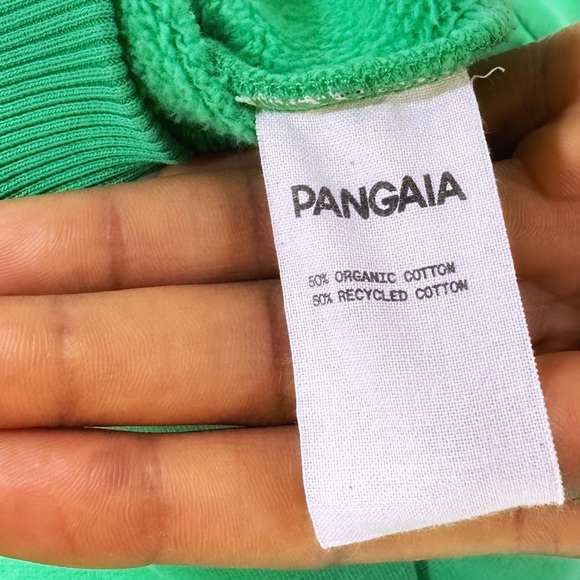 PANGAIA
50% ORGANIC COTTON
50% RECYCLED COTTON